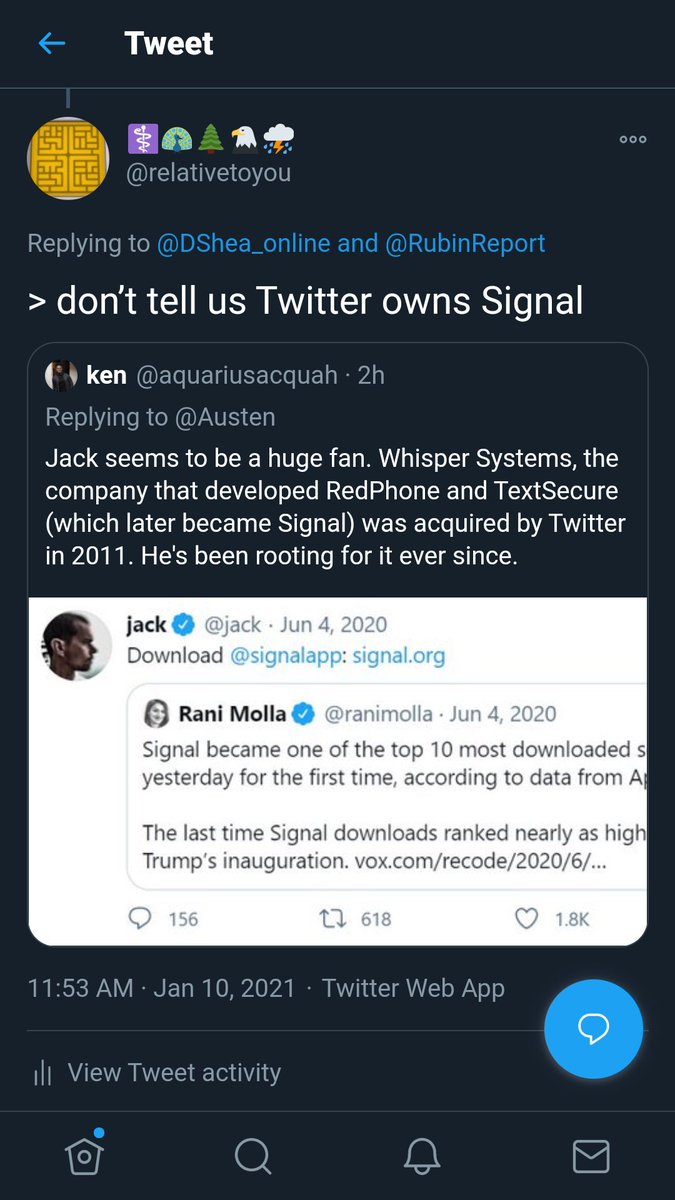 Tweet
@relativetoyou
Replying to @DShea_online and @RubinReport
> don’t tell us Twitter owns Signal
ken @aquariusacquah · 2h
Replying to @Austen
Jack seems to be a huge fan. Whisper Systems, the
company that developed RedPhone and TextSecure
(which later became Signal) was acquired by Twitter
in 2011. He's been rooting for it ever since.
jack @jack · Jun 4, 2020
Download @signalapp: signal.org
Rani Molla @ranimolla · Jun 4, 2020
Signal became one of the top 10 most downloaded
yesterday for the first time, according to data from
The last time Signal downloads ranked nearly as high
Trump's inauguration. vox.com/recode/2020/6/...
156 618 1.8K
11:53 AM · Jan 10, 2021 · Twitter Web App
View Tweet activity